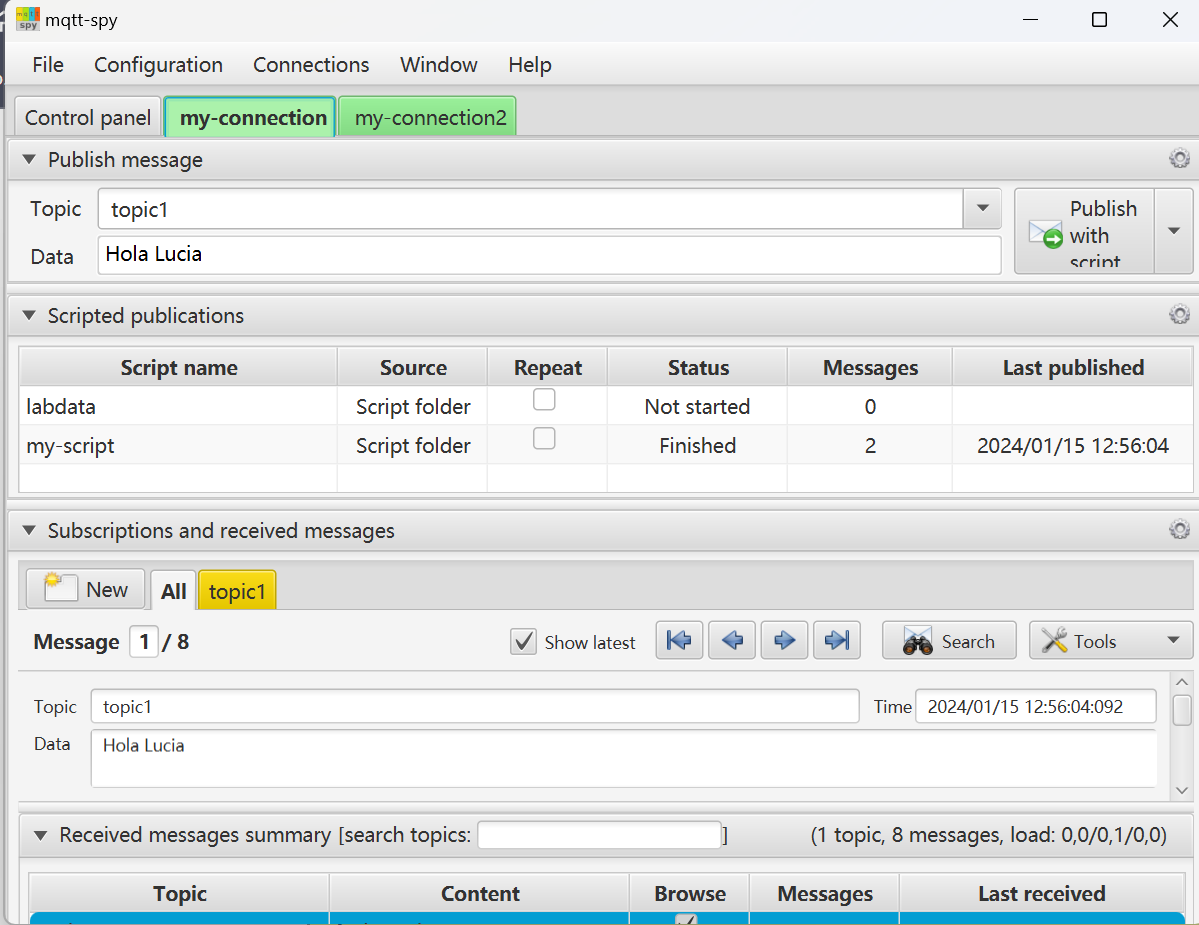 mqtt-spy
File Configuration Connections Window Help
Control panel my-connection my-connection2
Publish message
Topic topic1
Data Hola Lucia
Publish
with
script
Scripted publications
Script name Source Repeat Status Messages Last published
labdata Script folder Not started 0
my-script Script folder Finished 2 2024/01/15 12:56:04
Subscriptions and received messages
New All topic1
Message 1 / 8 Show latest Search Tools
Topic topic1 Time 2024/01/15 12:56:04:092
Data Hola Lucia
Received messages summary [search topics: ] (1 topic, 8 messages, load: 0,0/0,1/0,0)
Topic Content Browse Messages Last received